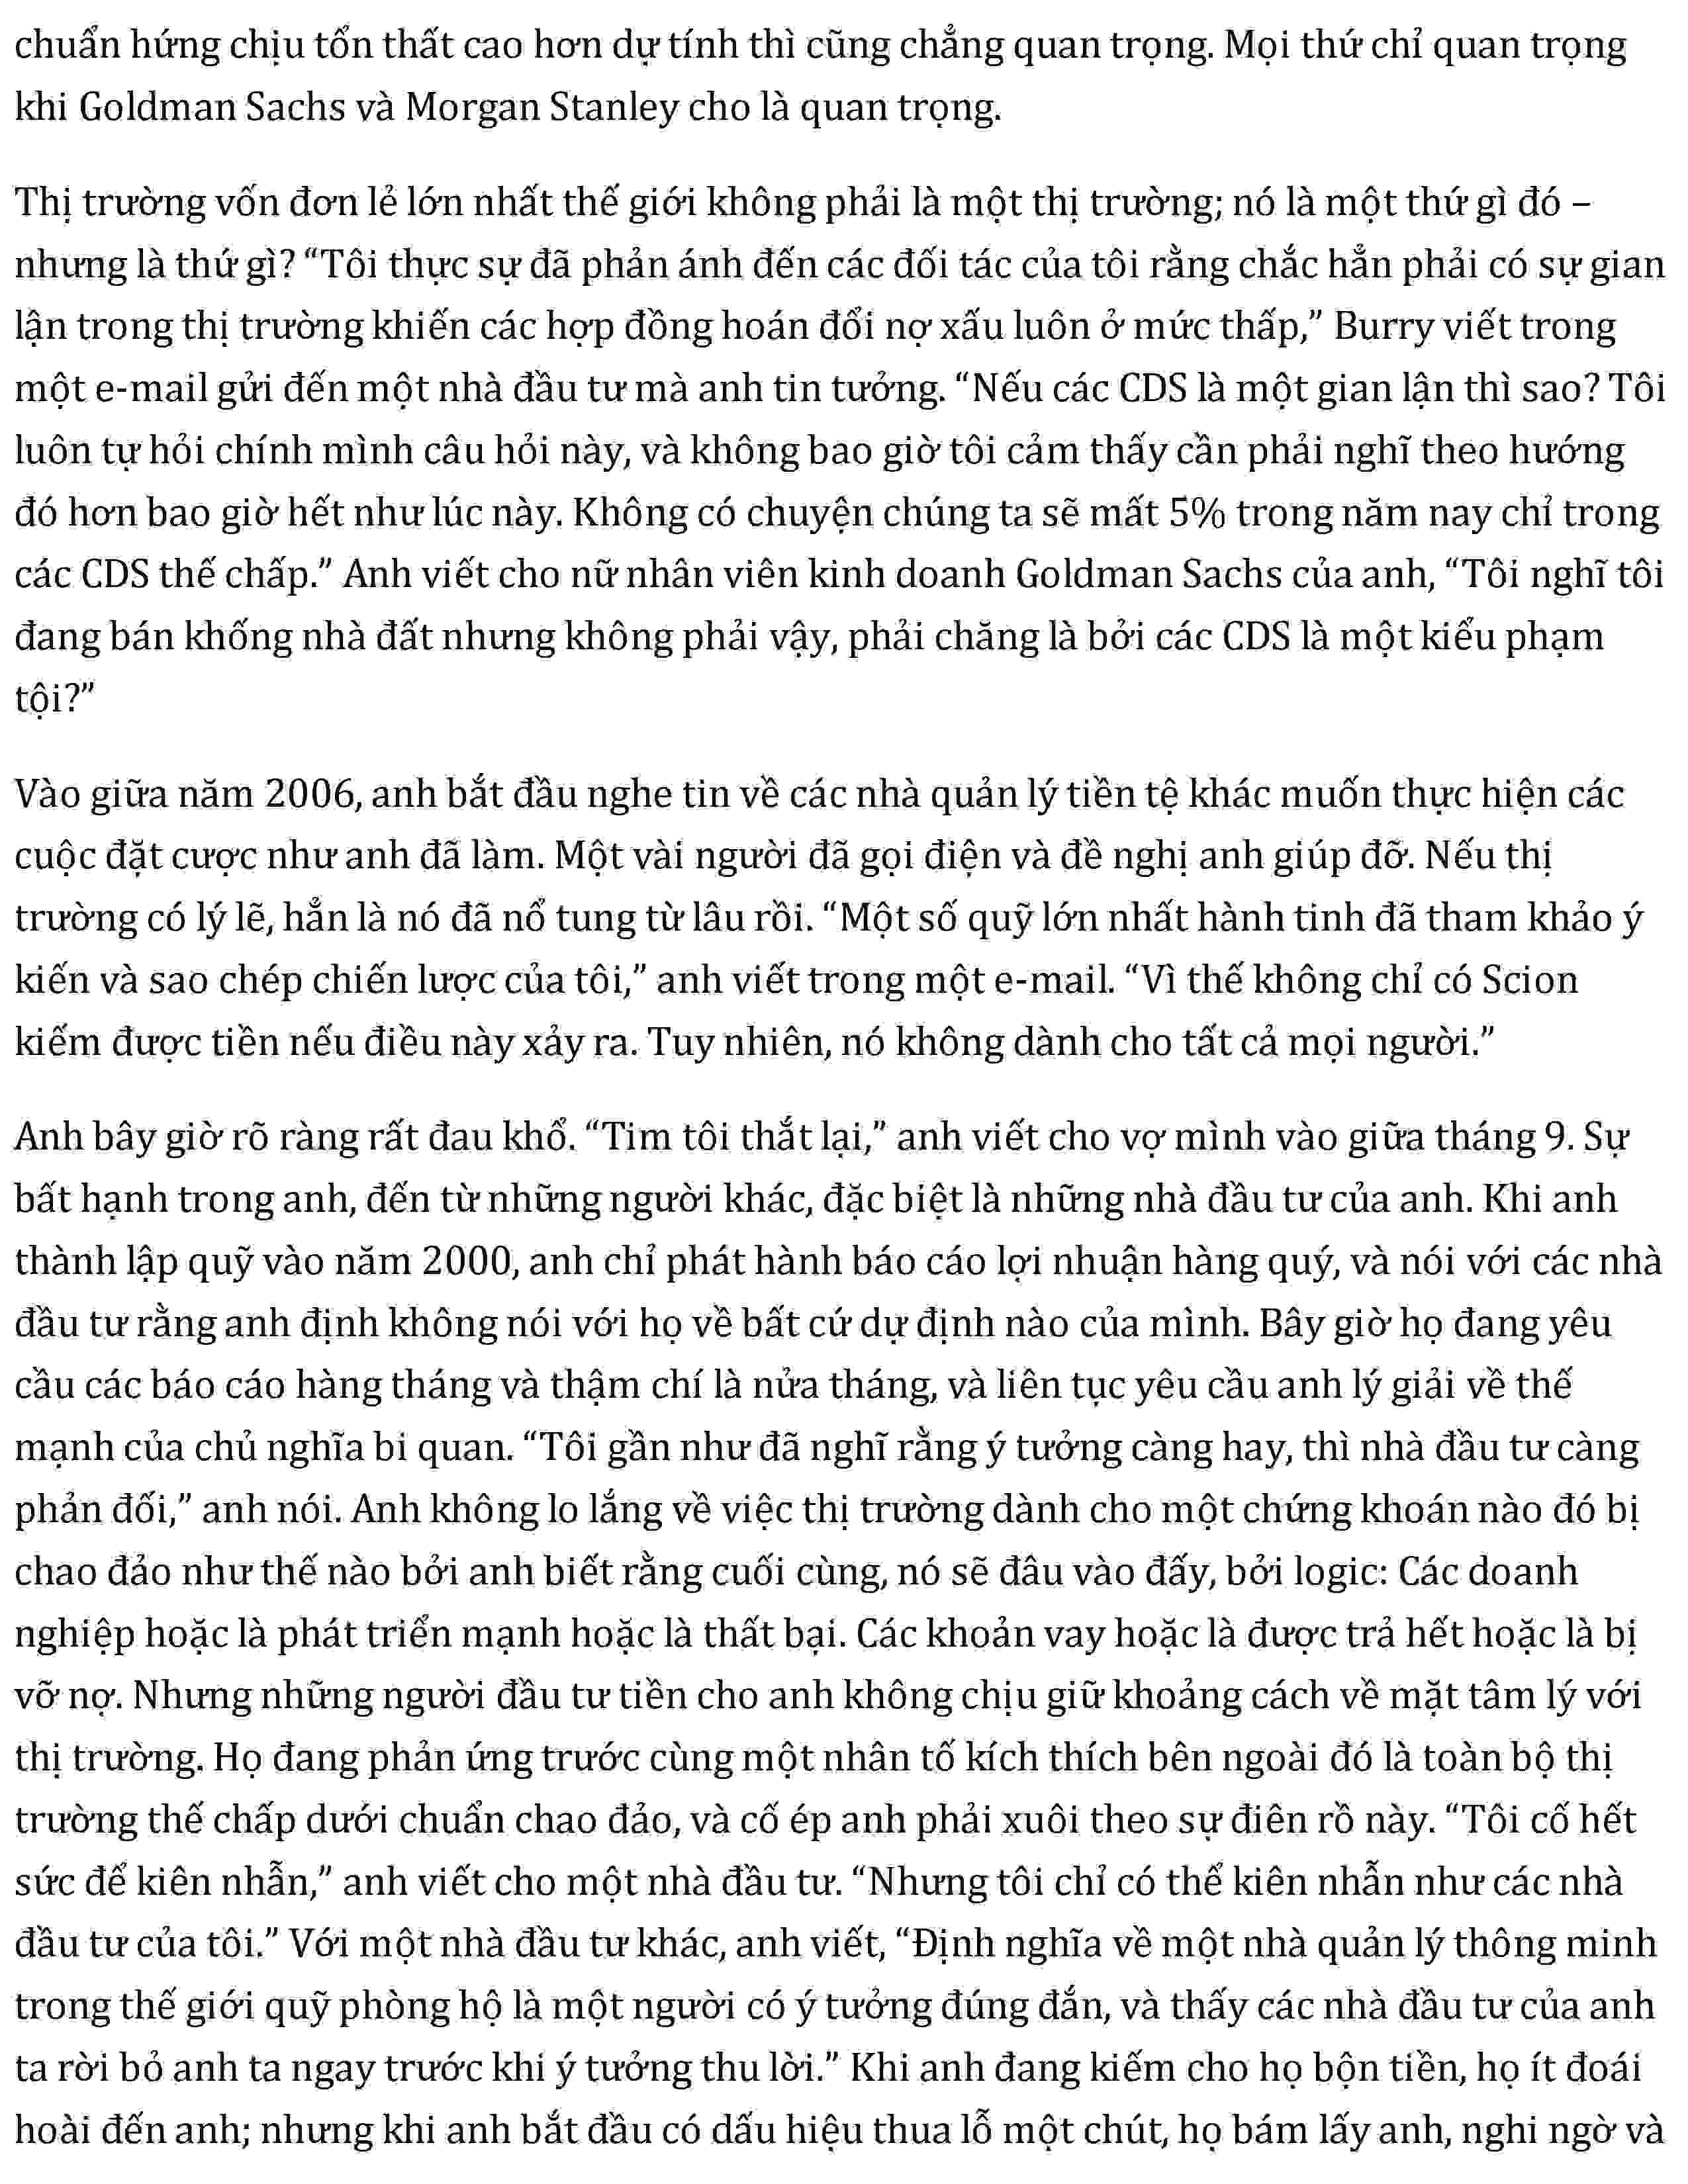 chuẩn hứng chịu tổn thất cao hơn dự tính thì cũng chẳng quan trọng. Mọi thứ chỉ quan trọng
khi Goldman Sachs và Morgan Stanley cho là quan trọng.
Thị trường vốn đơn lẻ lớn nhất thế giới không phải là một thị trường; nó là một thứ gì đó –
nhưng là thứ gì? “Tôi thực sự đã phản ánh đến các đối tác của tôi rằng chắc hẳn phải có sự gian
lận trong thị trường khiến các hợp đồng hoán đổi nợ xấu luôn ở mức thấp,” Burry viết trong
một e-mail gửi đến một nhà đầu tư mà anh tin tưởng. “Nếu các CDS là một gian lận thì sao? Tôi
luôn tự hỏi chính mình câu hỏi này, và không bao giờ tôi cảm thấy cần phải nghĩ theo hướng
đó hơn bao giờ hết như lúc này. Không có chuyện chúng ta sẽ mất 5% trong năm nay chỉ trong
các CDS thế chấp.” Anh viết cho nữ nhân viên kinh doanh Goldman Sachs của anh, “Tôi nghĩ tôi
đang bán khống nhà đất nhưng không phải vậy, phải chăng là bởi các CDS là một kiểu phạm
tội?”
Vào giữa năm 2006, anh bắt đầu nghe tin về các nhà quản lý tiền tệ khác muốn thực hiện các
cuộc đặt cược như anh đã làm. Một vài người đã gọi điện và đề nghị anh giúp đỡ. Nếu thị
trường có lý lẽ, hẳn là nó đã nổ tung từ lâu rồi. “Một số quỹ lớn nhất hành tinh đã tham khảo ý
kiến và sao chép chiến lược của tôi,” anh viết trong một e-mail. “Vì thế không chỉ có Scion
kiếm được tiền nếu điều này xảy ra. Tuy nhiên, nó không dành cho tất cả mọi người.”
Anh bây giờ rõ ràng rất đau khổ. “Tim tôi thắt lại,” anh viết cho vợ mình vào giữa tháng 9. Sự
bất hạnh trong anh, đến từ những người khác, đặc biệt là những nhà đầu tư của anh. Khi anh
thành lập quỹ vào năm 2000, anh chỉ phát hành báo cáo lợi nhuận hàng quý, và nói với các nhà
đầu tư rằng anh định không nói với họ về bất cứ dự định nào của mình. Bây giờ họ đang yêu
cầu các báo cáo hàng tháng và thậm chí là nửa tháng, và liên tục yêu cầu anh lý giải về thế
mạnh của chủ nghĩa bi quan. “Tôi gần như đã nghĩ rằng ý tưởng càng hay, thì nhà đầu tư càng
phản đối,” anh nói. Anh không lo lắng về việc thị trường dành cho một chứng khoán nào đó bị
chao đảo như thế nào bởi anh biết rằng cuối cùng, nó sẽ đâu vào đấy, bởi logic: Các doanh
nghiệp hoặc là phát triển mạnh hoặc là thất bại. Các khoản vay hoặc là được trả hết hoặc là bị
vỡ nợ. Nhưng những người đầu tư tiền cho anh không chịu giữ khoảng cách về mặt tâm lý với
thị trường. Họ đang phản ứng trước cùng một nhân tố kích thích bên ngoài đó là toàn bộ thị
trường thế chấp dưới chuẩn chao đảo, và cố ép anh phải xuôi theo sự điên rồ này. “Tôi cố hết
sức để kiên nhẫn,” anh viết cho một nhà đầu tư. “Nhưng tôi chỉ có thể kiên nhẫn như các nhà
đầu tư của tôi.” Với một nhà đầu tư khác, anh viết, “Định nghĩa về một nhà quản lý thông minh
trong thế giới quỹ phòng hộ là một người có ý tưởng đúng đắn, và thấy các nhà đầu tư của anh
ta rời bỏ anh ta ngay trước khi ý tưởng thu lời.” Khi anh đang kiếm cho họ bộn tiền, họ ít đoái
hoài đến anh; nhưng khi anh bắt đầu có dấu hiệu thua lỗ một chút, họ bám lấy anh, nghi ngờ và